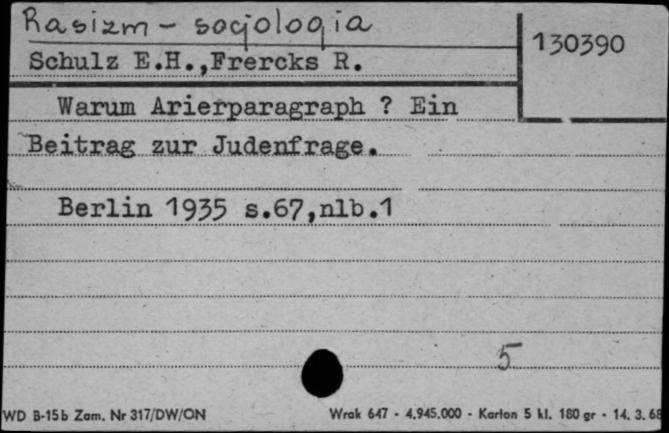 Rasizm - socjologia
130390
Schulz E.H.,Frercks R.
Warum Arierparagraph ? Ein
Beitrag zur Judenfrage.
Berlin 1935 s.67,nlb.1
5
WD B-15b Zam. Nr 317/DW/ON
Wrak 647 - 4.945.000 - Karton 5 kl. 180 gr - 14. 3. 68